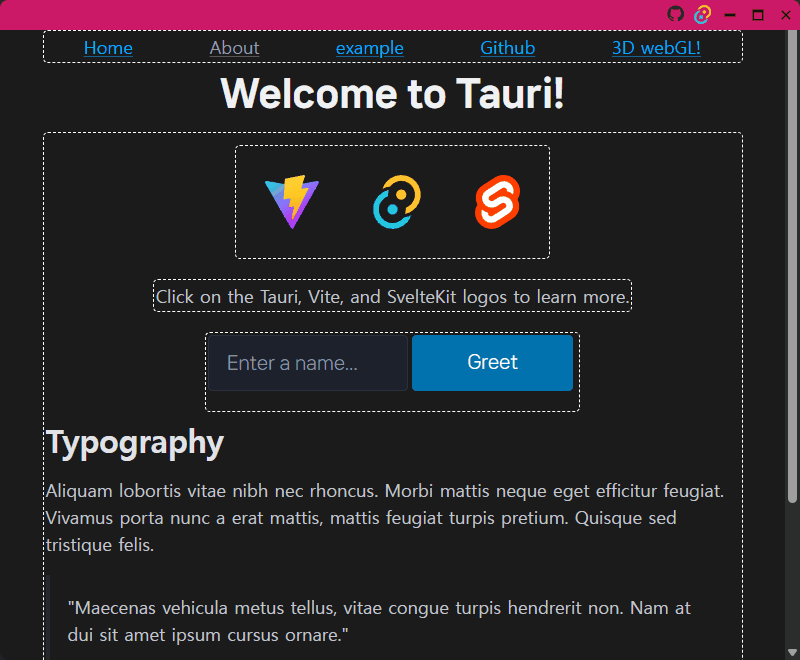 Home About example Github 3D webGL!
Welcome to Tauri!
Click on the Tauri, Vite, and SvelteKit logos to learn more.
Enter a name... Greet
Typography
Aliquam lobortis vitae nibh nec rhoncus. Morbi mattis neque eget efficitur feugiat.
Vivamus porta nunc a erat mattis, mattis feugiat turpis pretium. Quisque sed
tristique felis.
"Maecenas vehicula metus tellus, vitae congue turpis hendrerit non. Nam at
dui sit amet ipsum cursus ornare."